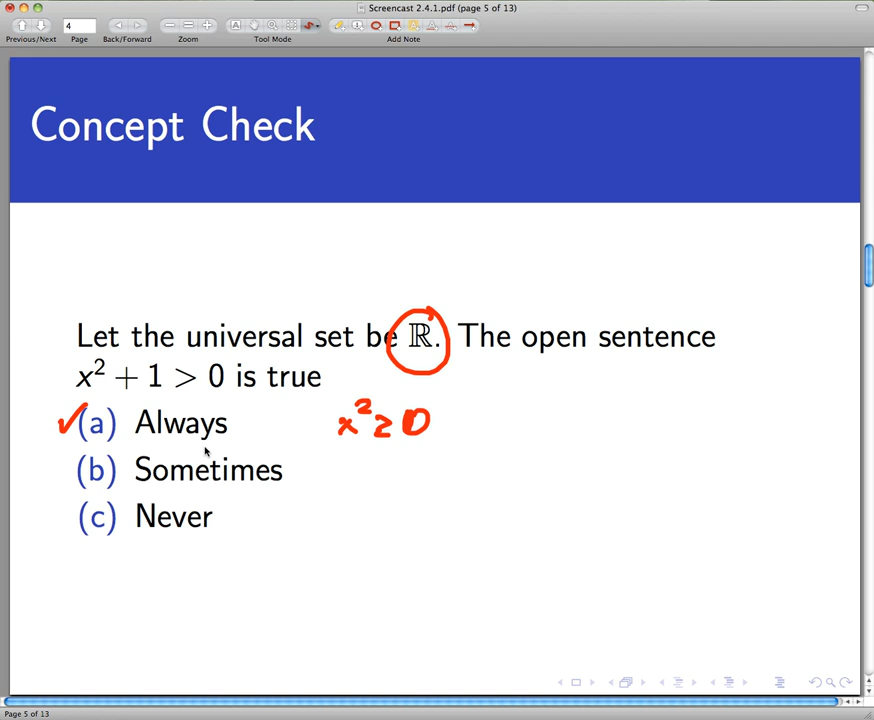 Screencast 2.4.1.pdf (page 5 of 13)
4
Previous/Next Page Back/Forward Zoom Tool Mode Add Note
Concept Check
Let the universal set be ℝ. The open sentence
x² + 1 > 0 is true
✓(a) Always x² ≥ 0
(b) Sometimes
(c) Never
Page 5 of 13